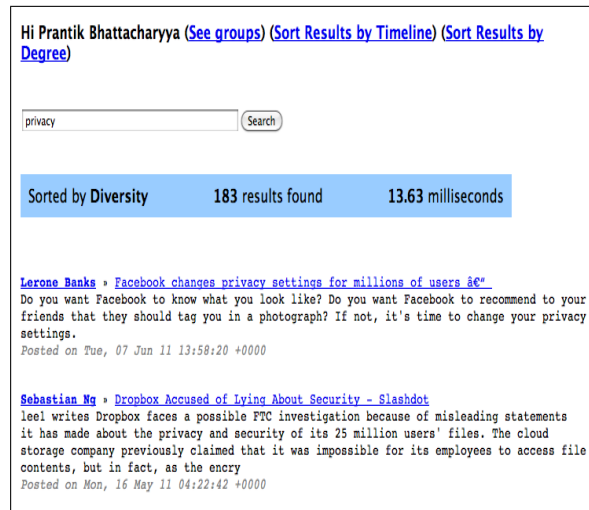 Hi Prantik Bhattacharyya (See groups) (Sort Results by Timeline) (Sort Results by
Degree)
privacy Search
Sorted by Diversity 183 results found 13.63 milliseconds
Lerone Banks » Facebook changes privacy settings for millions of users â€“
Do you want Facebook to know what you look like? Do you want Facebook to recommend to your
friends that they should tag you in a photograph? If not, it's time to change your privacy
settings.
Posted on Tue, 07 Jun 11 13:58:20 +0000
Sebastian Ng » Dropbox Accused of Lying About Security - Slashdot
leel writes Dropbox faces a possible FTC investigation because of misleading statements
it has made about the privacy and security of its 25 million users' files. The cloud
storage company previously claimed that it was impossible for its employees to access file
contents, but in fact, as the encry
Posted on Mon, 16 May 11 04:22:42 +0000